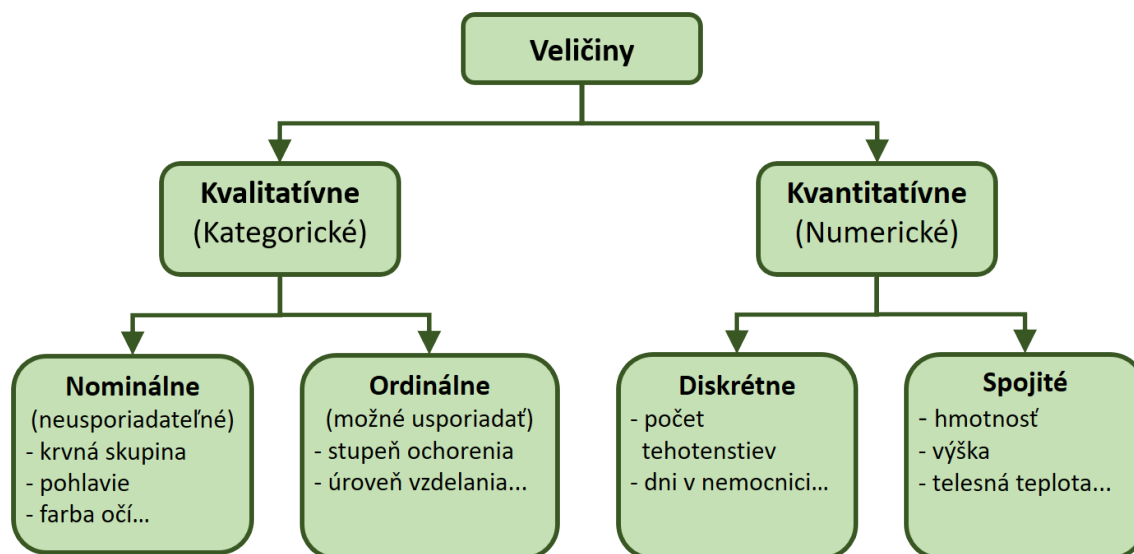 Veličiny
Kvalitatívne
(Kategorické)
Kvantitatívne
(Numerické)
Nominálne
(neusporiadateľné)
- krvná skupina
- pohlavie
- farba očí...
Ordinálne
(možné usporiadať)
- stupeň ochorenia
- úroveň vzdelania...
Diskrétne
- počet
tehotenstiev
- dni v nemocnici...
Spojité
- hmotnosť
- výška
- telesná teplota...